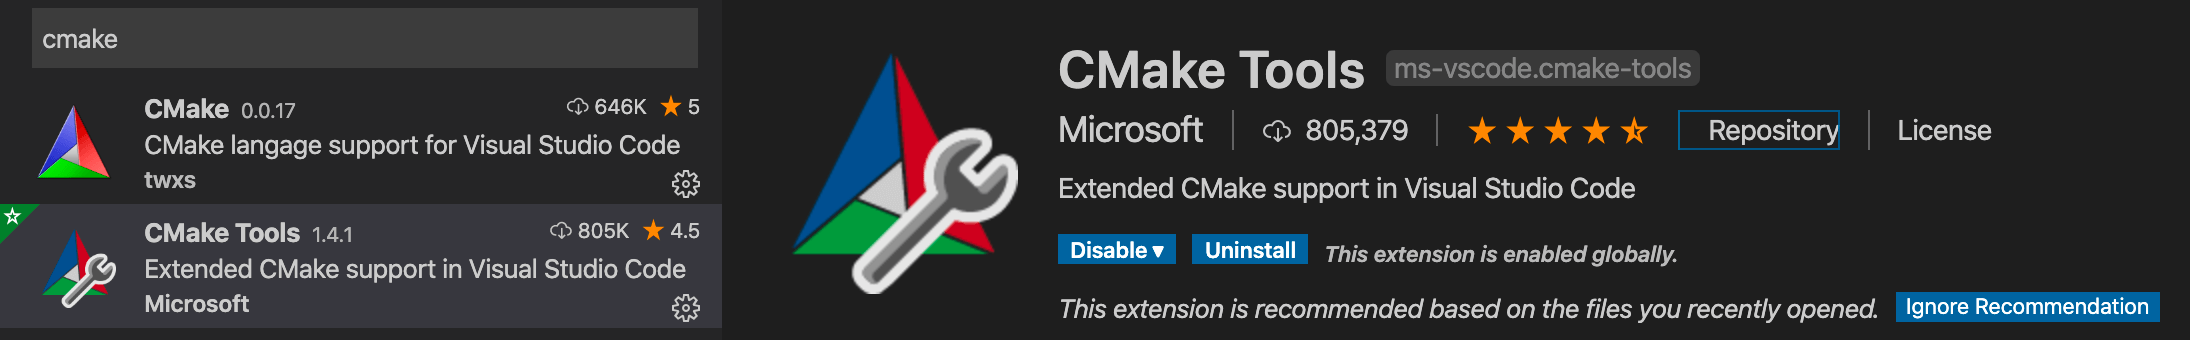 cmake
CMake 0.0.17 646K 5
CMake langage support for Visual Studio Code
twxs
CMake Tools 1.4.1 805K 4.5
Extended CMake support in Visual Studio Code
Microsoft
CMake Tools ms-vscode.cmake-tools
Microsoft 805,379 Repository License
Extended CMake support in Visual Studio Code
Disable Uninstall This extension is enabled globally.
This extension is recommended based on the files you recently opened. Ignore Recommendation